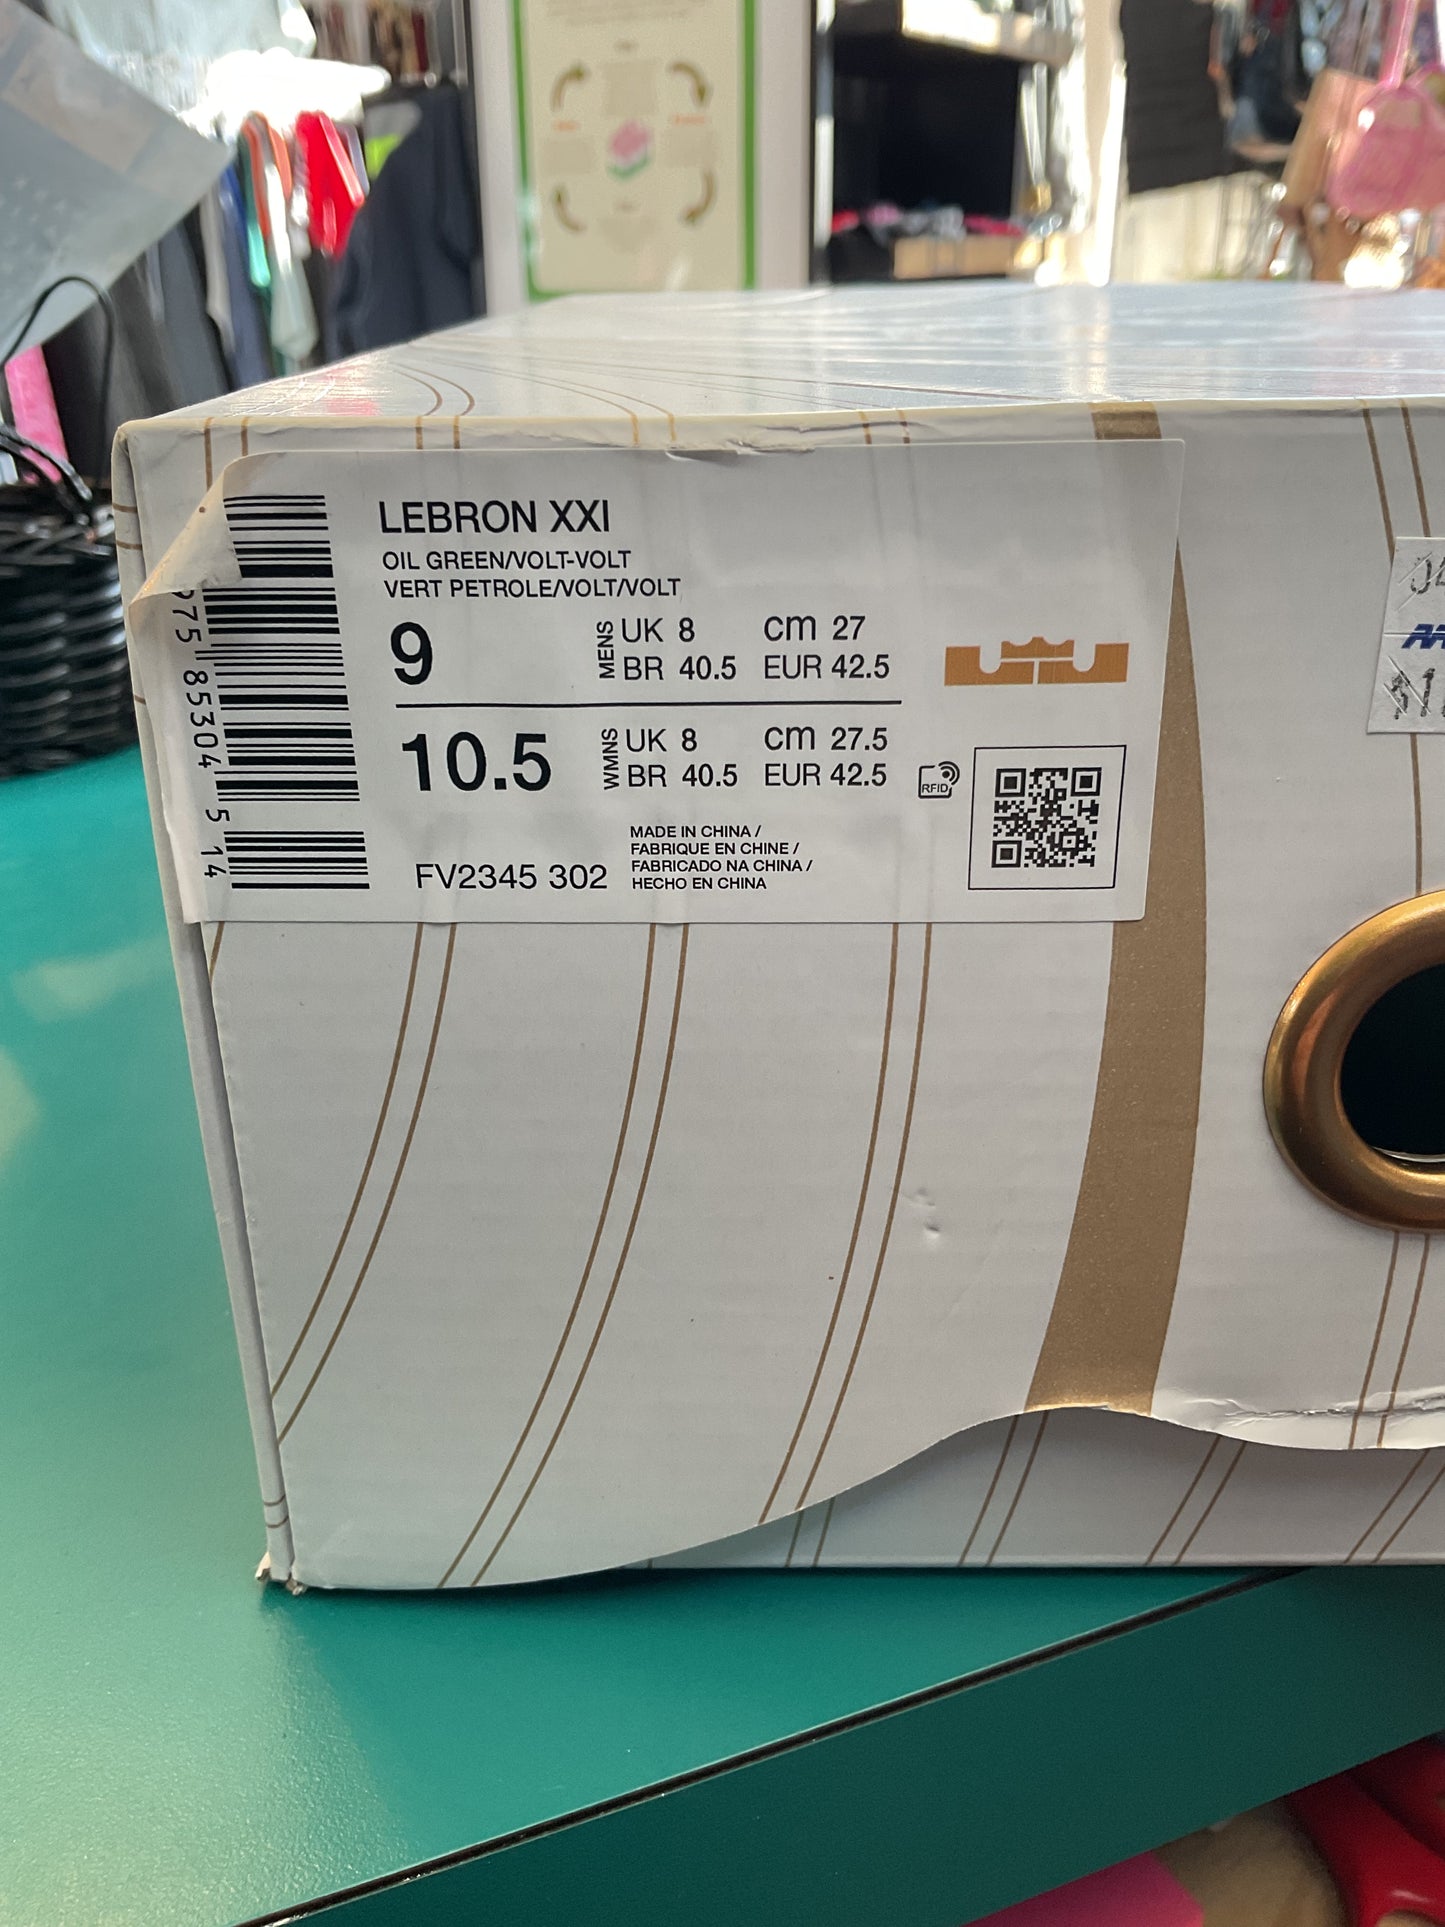 LEBRON XXI
OIL GREEN/VOLT-VOLT
VERT PETROLE/VOLT/VOLT
9
MENS
UK 8 CM 27
BR 40.5 EUR 42.5
10.5
WMNS
UK 8 CM 27.5
BR 40.5 EUR 42.5
RFID
FV2345 302
MADE IN CHINA /
FABRIQUE EN CHINE /
FABRICADO NA CHINA /
HECHO EN CHINA
75 85304 5 14